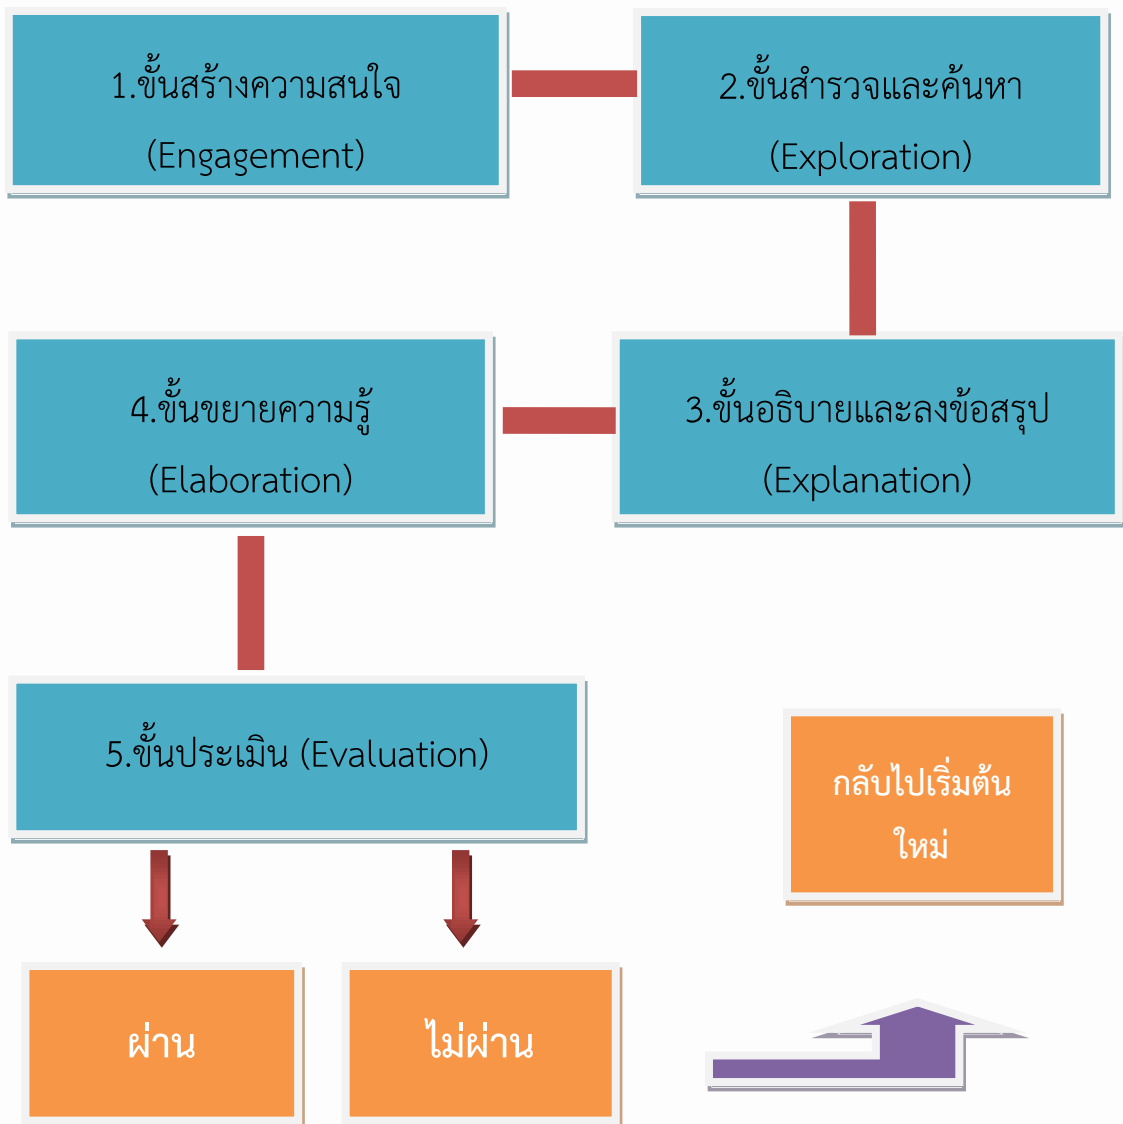 1.ขั้นสร้างความสนใจ
(Engagement)
2.ขั้นสำรวจและค้นหา
(Exploration)
3.ขั้นอธิบายและลงข้อสรุป
(Explanation)
4.ขั้นขยายความรู้
(Elaboration)
5.ขั้นประเมิน (Evaluation)
กลับไปเริ่มต้น
ใหม่
ผ่าน
ไม่ผ่าน